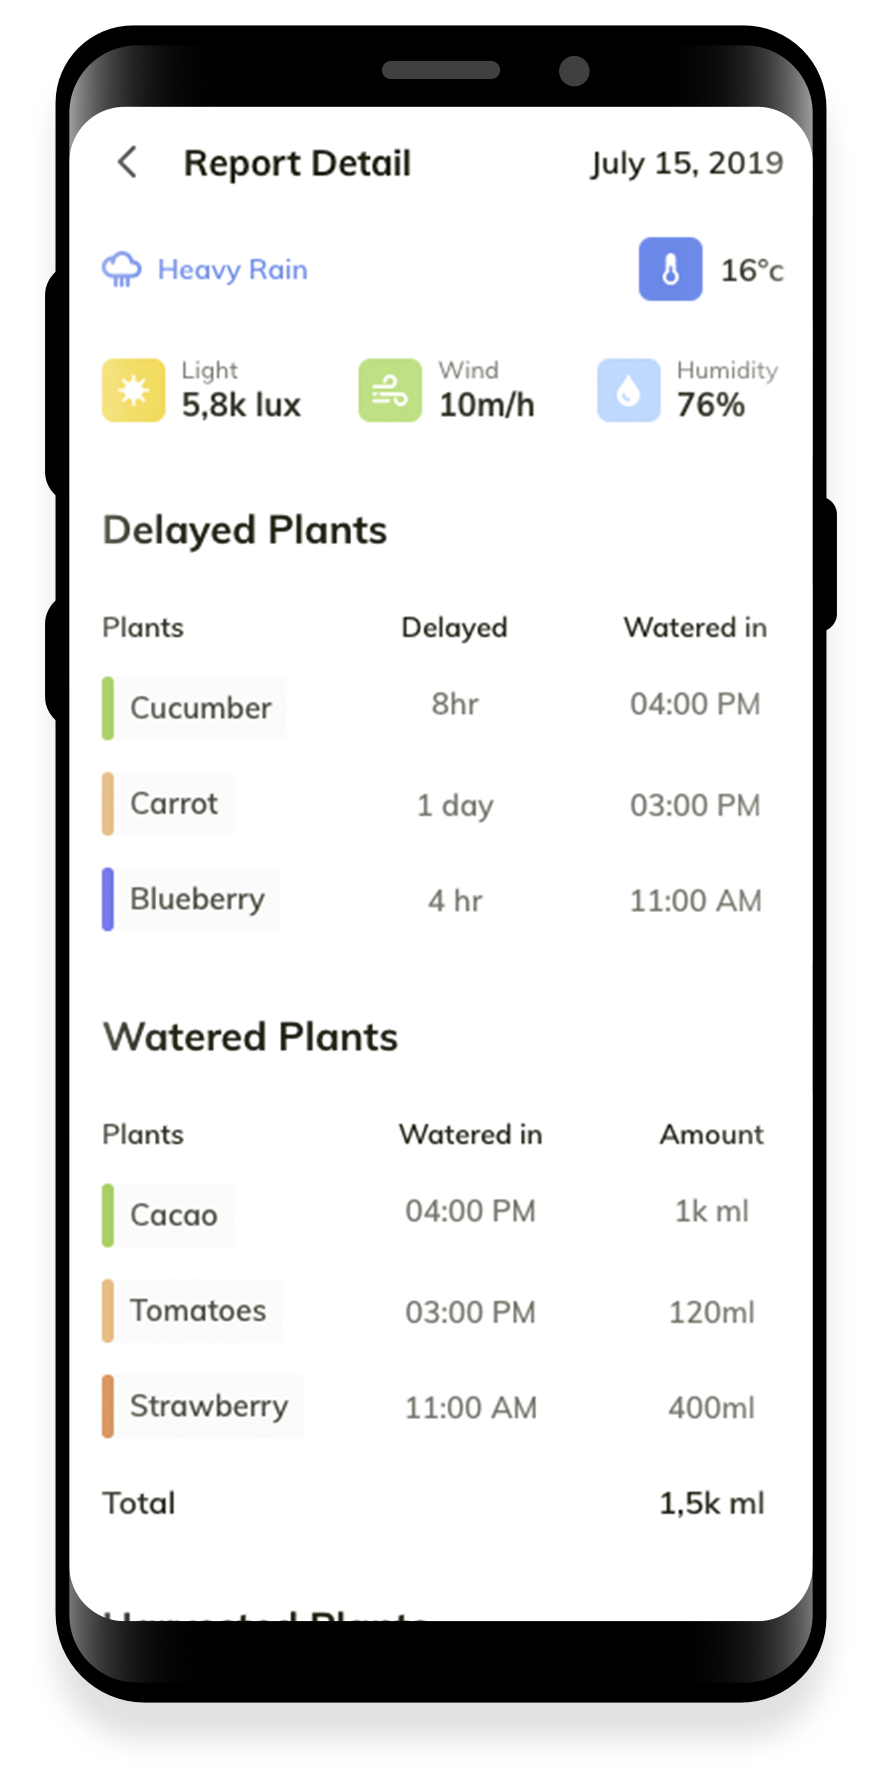 Report Detail July 15, 2019
Heavy Rain 16°c
Light Wind Humidity
5,8k lux 10m/h 76%
Delayed Plants
Plants Delayed Watered in
Cucumber 8hr 04:00 PM
Carrot 1 day 03:00 PM
Blueberry 4 hr 11:00 AM
Watered Plants
Plants Watered in Amount
Cacao 04:00 PM 1k ml
Tomatoes 03:00 PM 120ml
Strawberry 11:00 AM 400ml
Total 1,5k ml
Harvested Plants